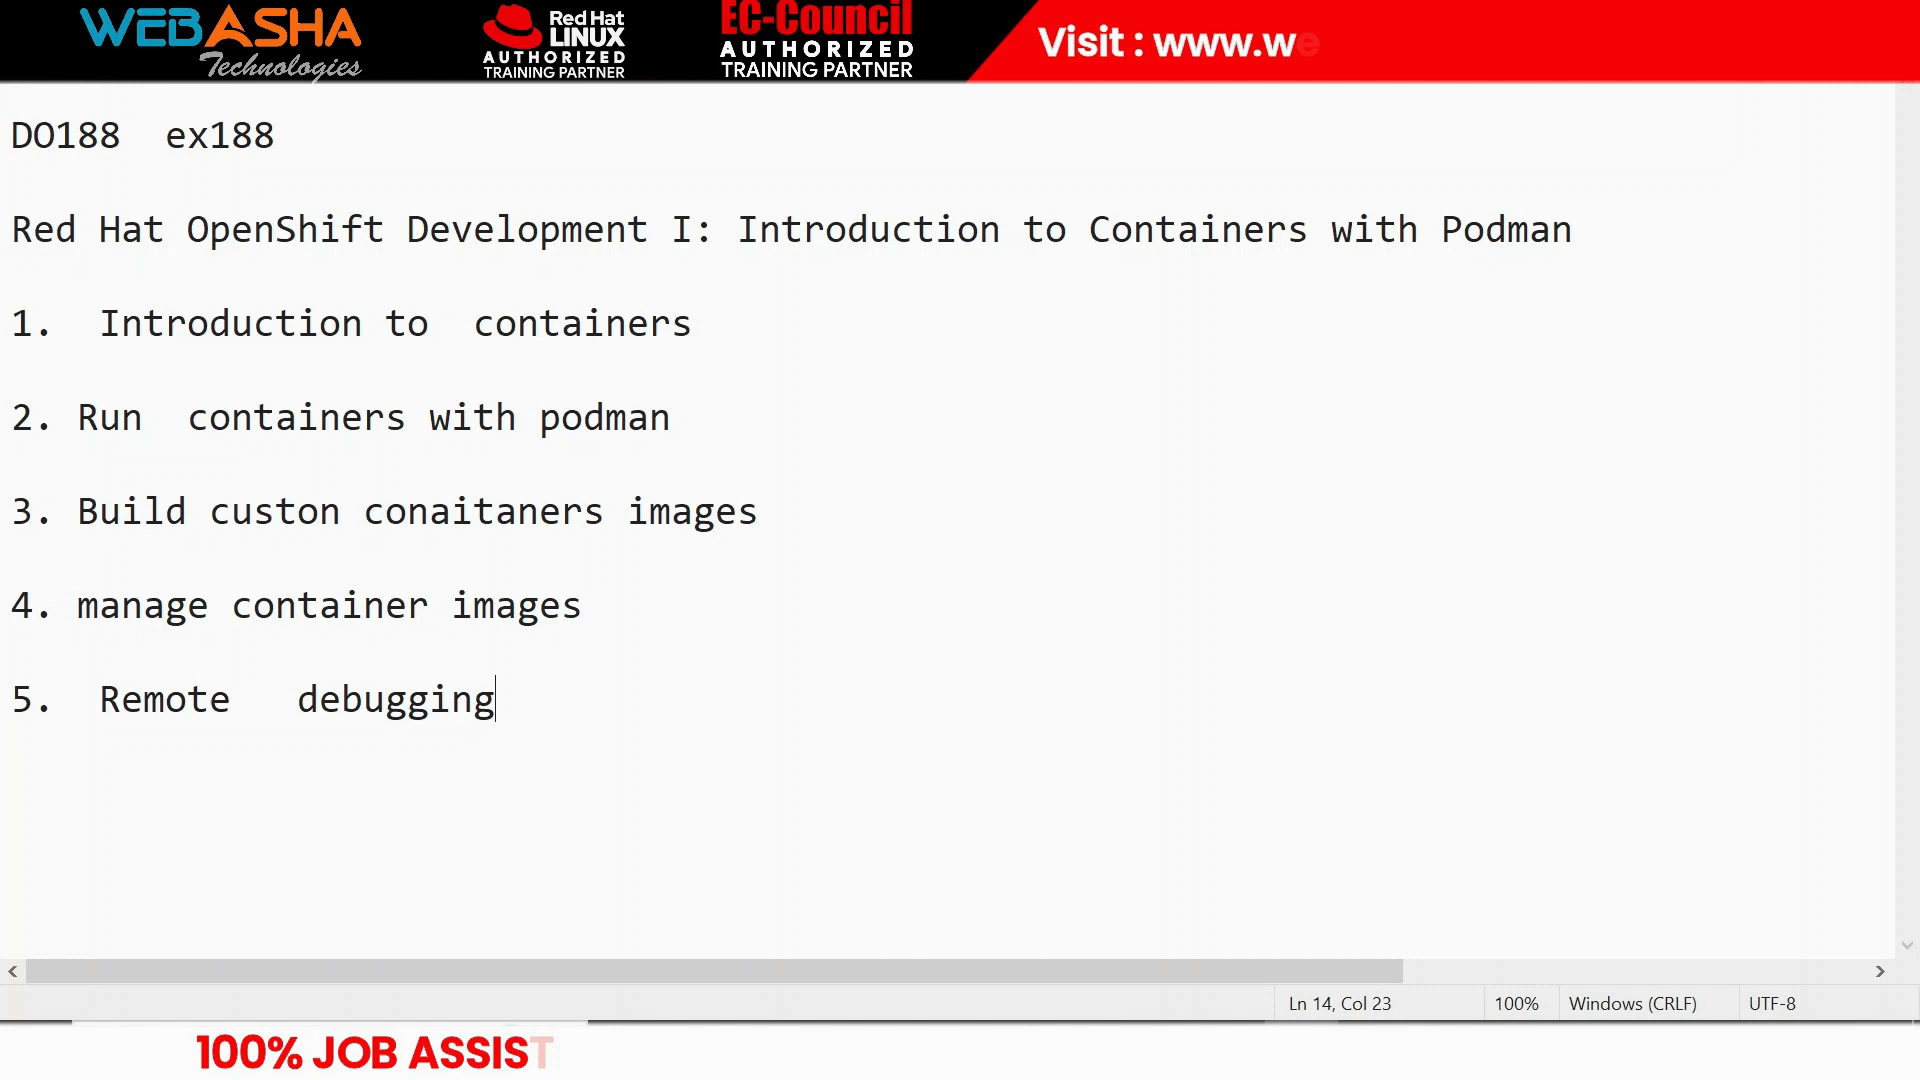 WEBASHA
Technologies
Red Hat
LINUX
AUTHORIZED
TRAINING PARTNER
EC-Council
AUTHORIZED
TRAINING PARTNER
Visit : www.we
DO188  ex188
Red Hat OpenShift Development I: Introduction to Containers with Podman
1.  Introduction to  containers
2. Run  containers with podman
3. Build custon conaitaners images
4. manage container images
5.  Remote   debugging
Ln 14, Col 23
100%
Windows (CRLF)
UTF-8
100% JOB ASSIST